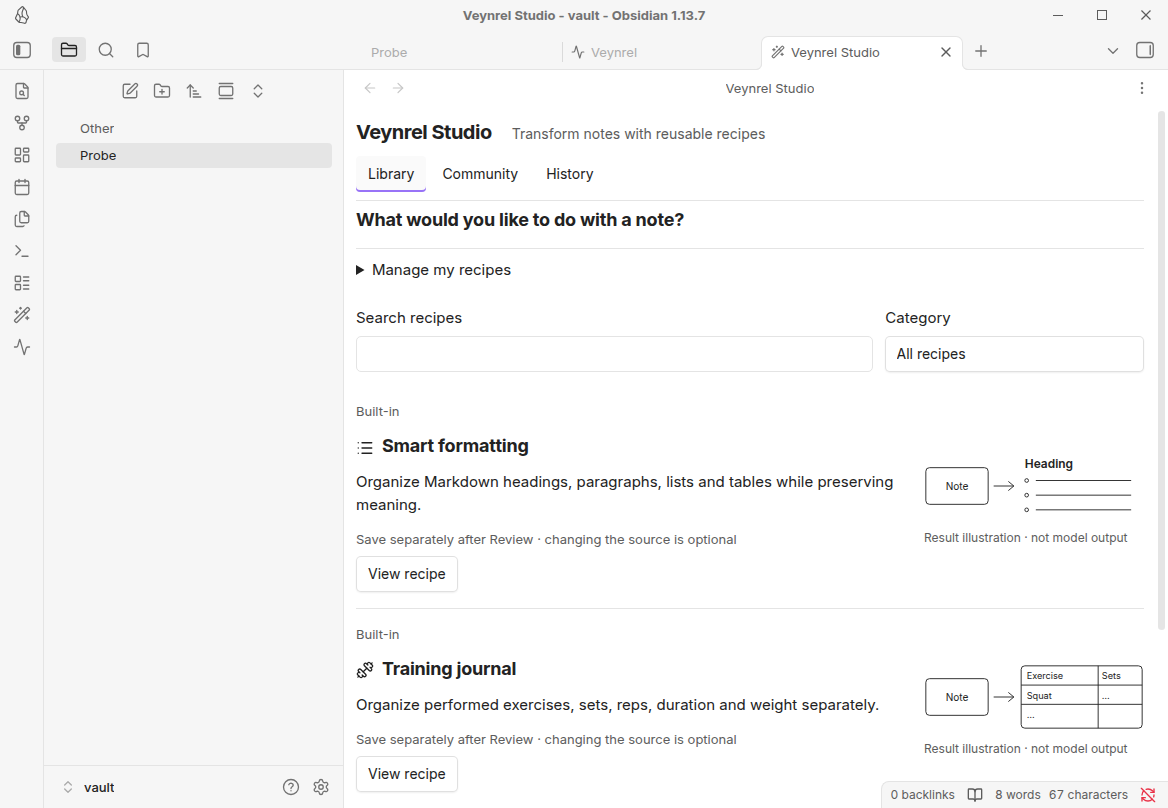 Veynrel Studio - vault - Obsidian 1.13.7
Probe
Veynrel
Veynrel Studio
Veynrel Studio
Other
Probe
Veynrel Studio
Transform notes with reusable recipes
Library
Community
History
What would you like to do with a note?
Manage my recipes
Search recipes
Category
All recipes
Built-in
Smart formatting
Organize Markdown headings, paragraphs, lists and tables while preserving
meaning.
Save separately after Review · changing the source is optional
View recipe
Note
Heading
Result illustration · not model output
Built-in
Training journal
Organize performed exercises, sets, reps, duration and weight separately.
Save separately after Review · changing the source is optional
View recipe
Note
Exercise
Sets
Squat
...
...
Result illustration · not model output
vault
0 backlinks
8 words
67 characters